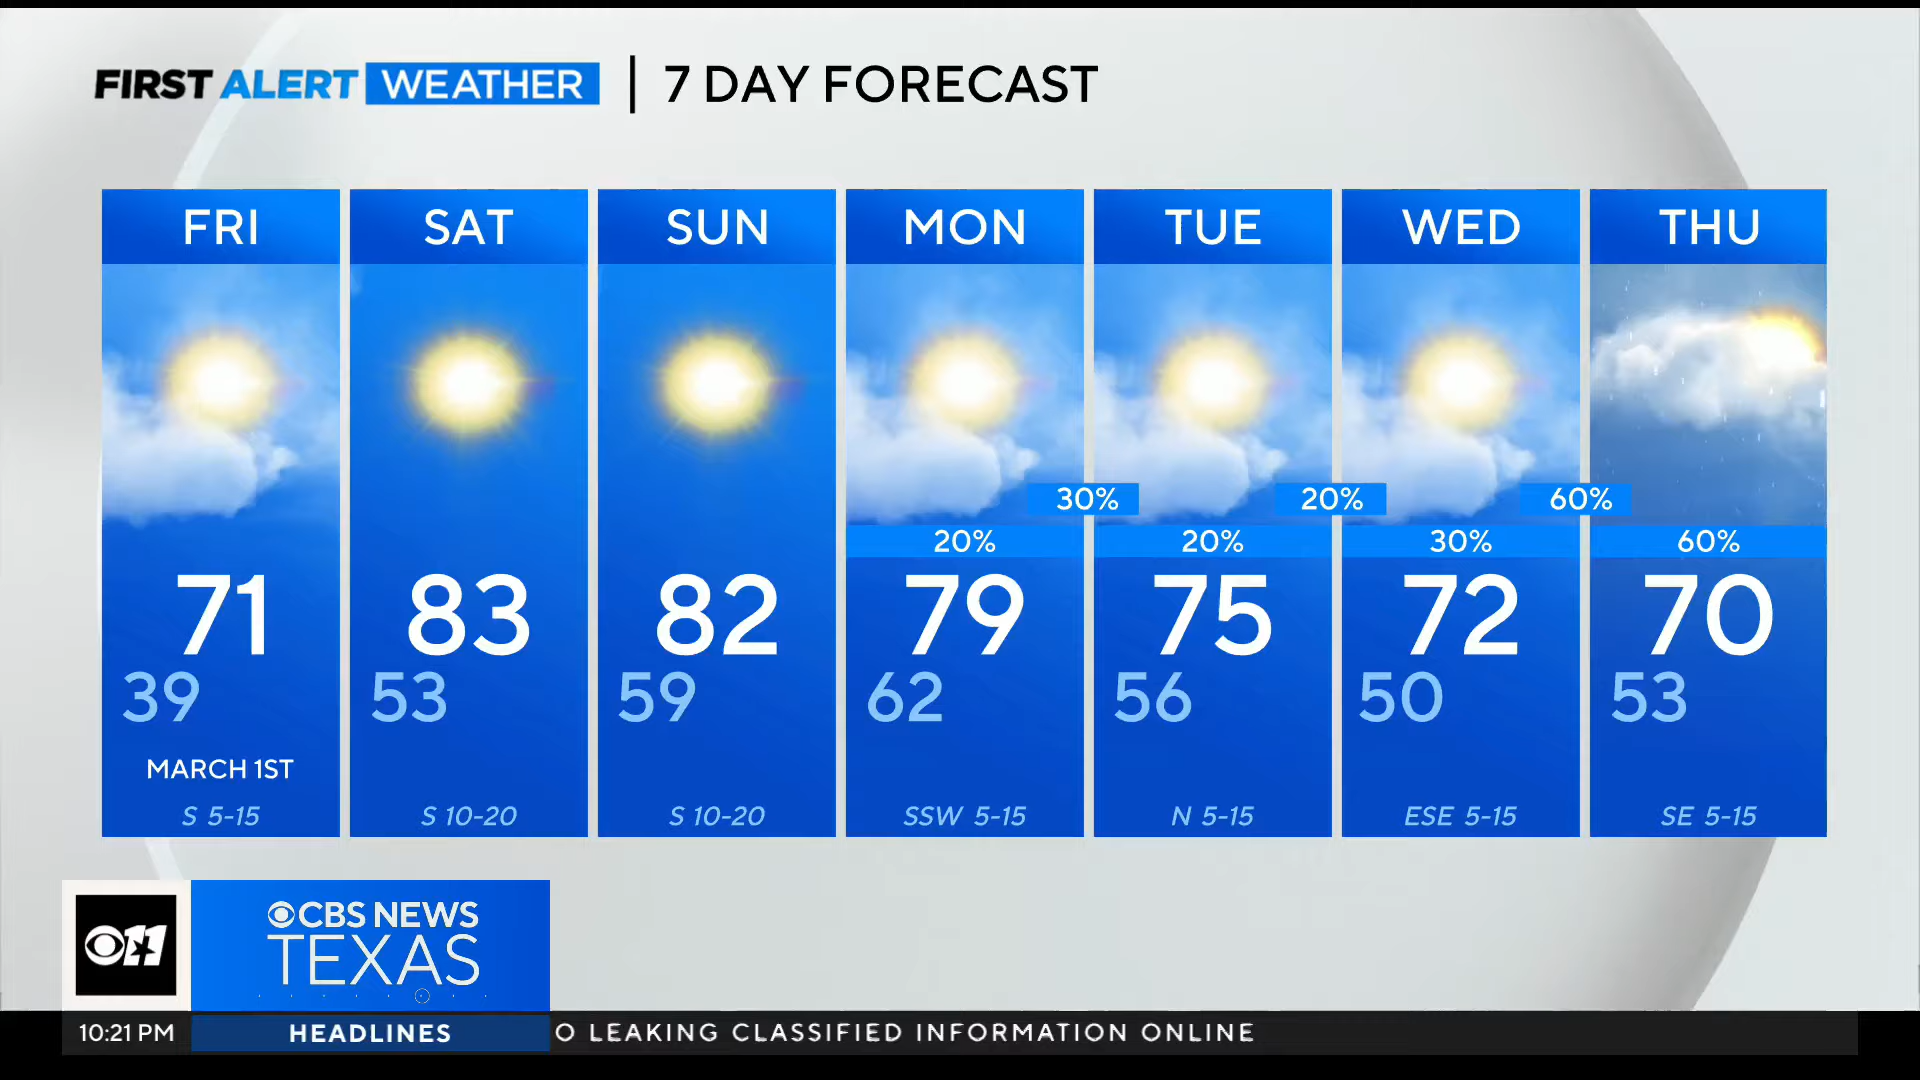 FIRST ALERT WEATHER | 7 DAY FORECAST
FRI SAT SUN MON TUE WED THU
30% 20% 60%
20% 20% 30% 60%
71 83 82 79 75 72 70
39 53 59 62 56 50 53
MARCH 1ST
S 5-15 S 10-20 S 10-20 SSW 5-15 N 5-15 ESE 5-15 SE 5-15
11 CBS NEWS
TEXAS
10:21 PM HEADLINES O LEAKING CLASSIFIED INFORMATION ONLINE